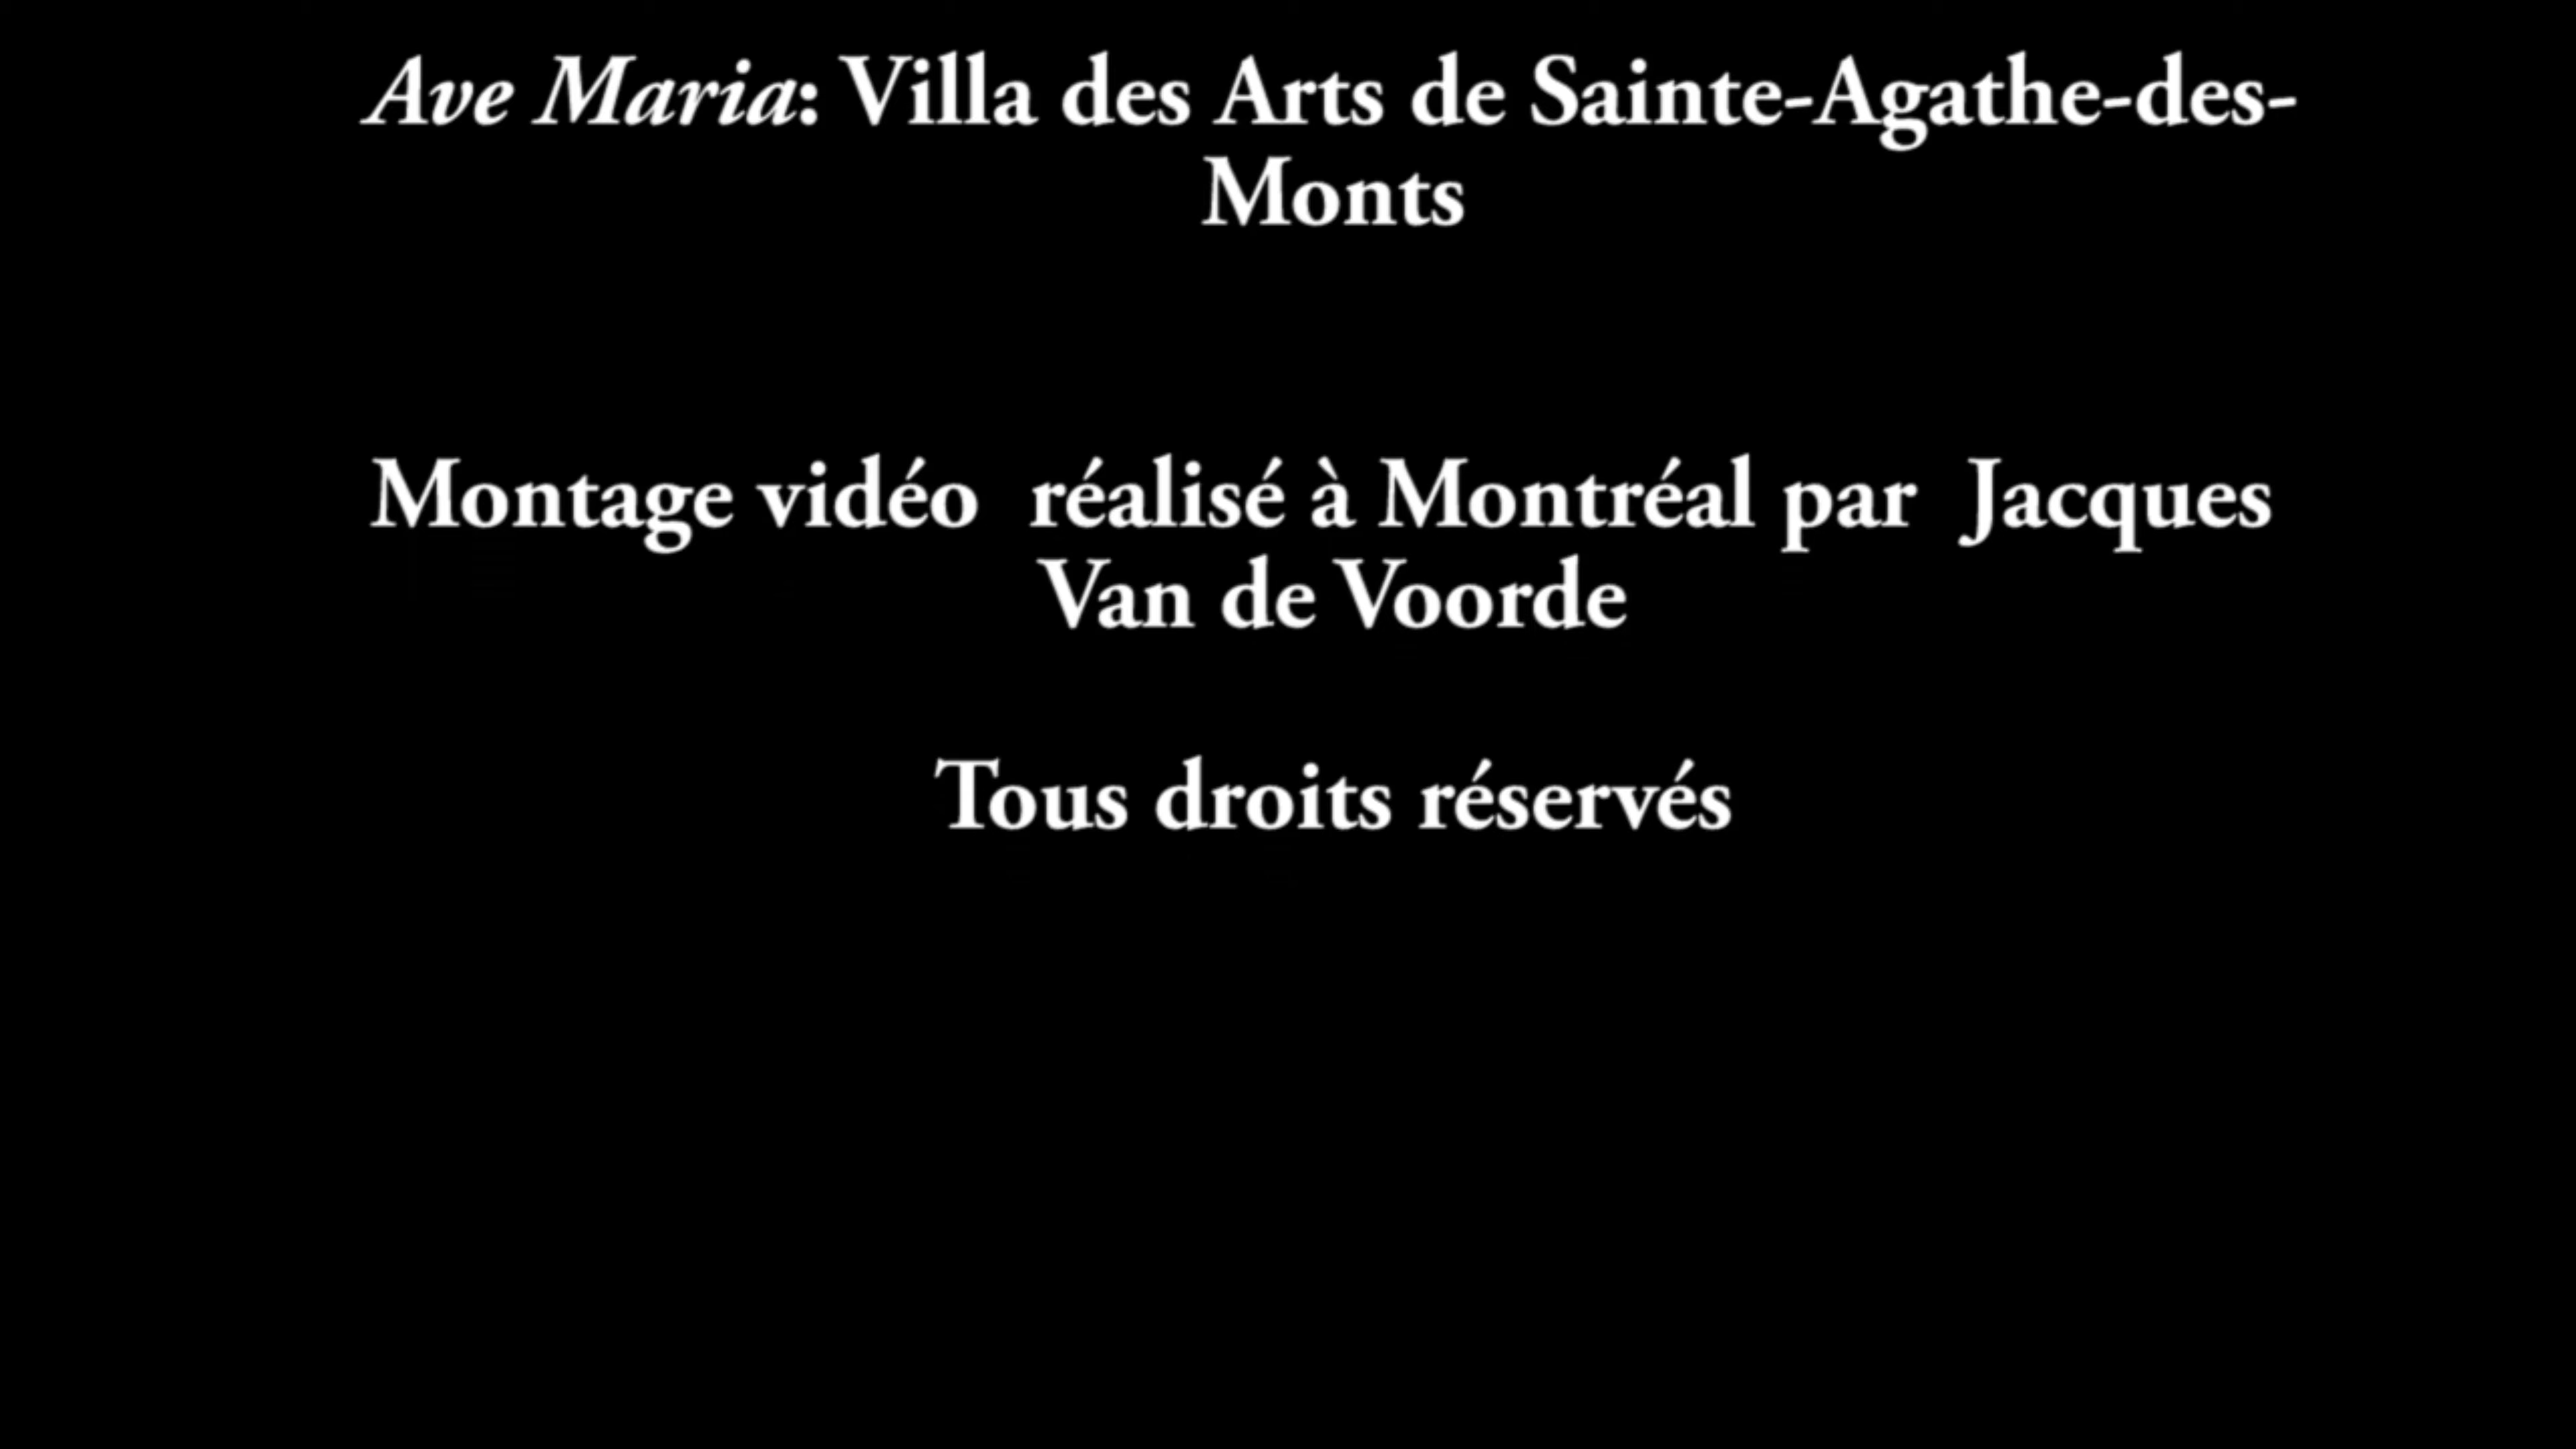 Ave Maria: Villa des Arts de Sainte-Agathe-des-
Monts
Montage vidéo  réalisé à Montréal par  Jacques
Van de Voorde
Tous droits réservés